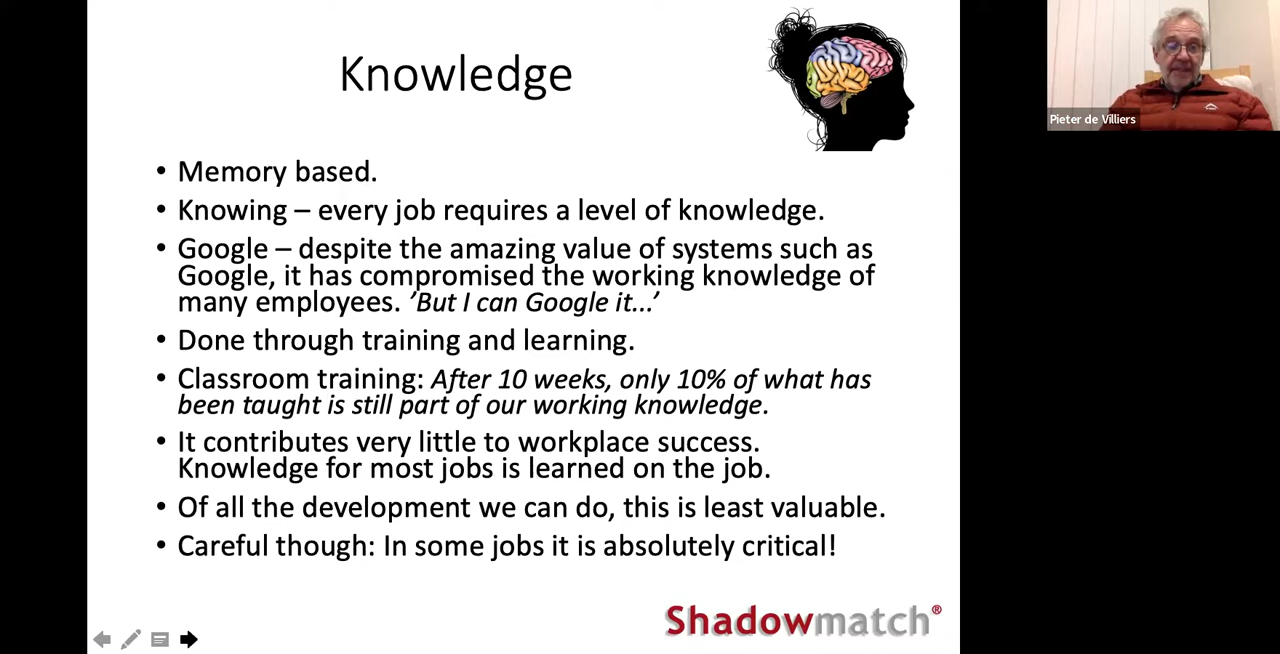 Knowledge
• Memory based.
• Knowing – every job requires a level of knowledge.
• Google – despite the amazing value of systems such as
Google, it has compromised the working knowledge of
many employees. ’But I can Google it...’
• Done through training and learning.
• Classroom training: After 10 weeks, only 10% of what has
been taught is still part of our working knowledge.
• It contributes very little to workplace success.
Knowledge for most jobs is learned on the job.
• Of all the development we can do, this is least valuable.
• Careful though: In some jobs it is absolutely critical!
Shadowmatch®
Pieter de Villiers